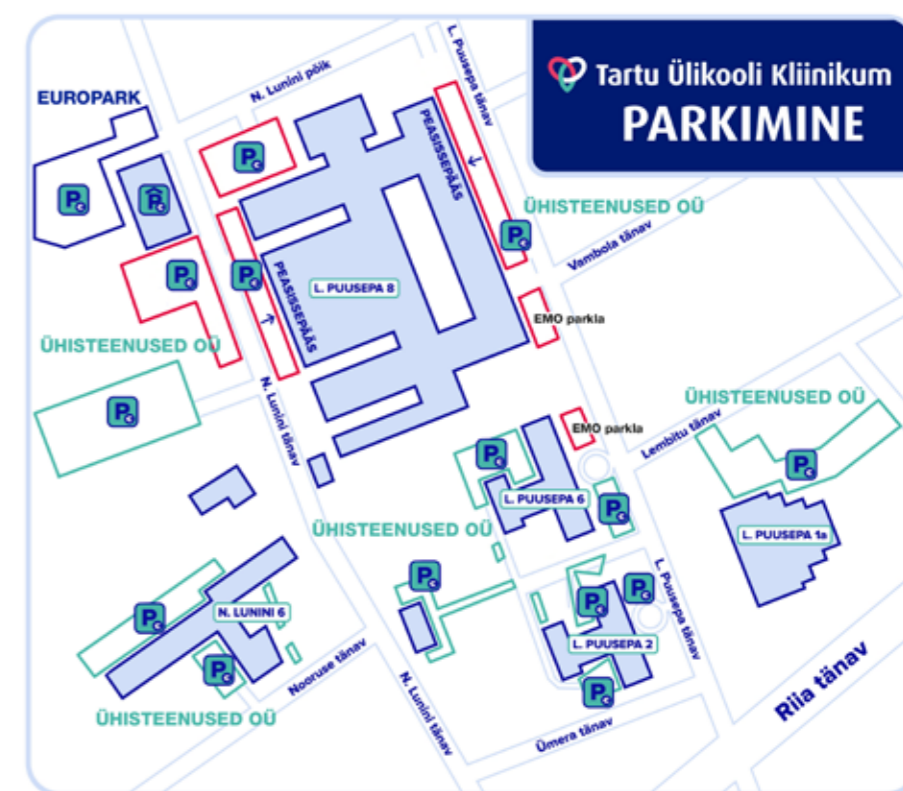 Tartu Ülikooli Kliinikum
PARKIMINE
L. Puusepa tänav
N. Lunini põik
EUROPARK
P
P
P
PEASISSEPÄÄS
P
ÜHISTEENUSED OÜ
P
P
P
Vambola tänav
L. PUUSEPA 8
PEASISSEPÄÄS
EMO parkla
ÜHISTEENUSED OÜ
N. Lunini tänav
P
ÜHISTEENUSED OÜ
EMO parkla
Lembitu tänav
P
P
L. PUUSEPA 6
P
ÜHISTEENUSED OÜ
L. PUUSEPA 1a
P
L. Puusepa tänav
P
P
N. LUNINI 6
P
L. PUUSEPA 2
P
P
Nooruse tänav
N. Lunini tänav
Riia tänav
ÜHISTEENUSED OÜ
Ümera tänav